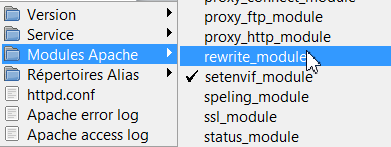 Version
Service
Modules Apache
Répertoires Alias
httpd.conf
Apache error log
Apache access log
proxy_connect_module
proxy_ftp_module
proxy_http_module
rewrite_module
setenvif_module
speling_module
ssl_module
status_module